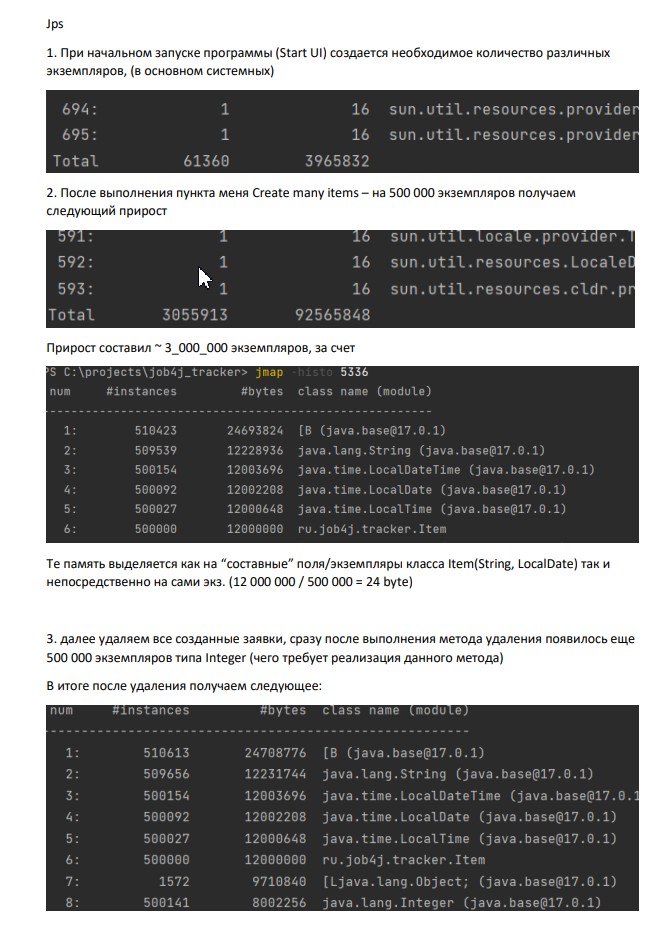 Jps
1. При начальном запуске программы (Start UI) создается необходимое количество различных
экземпляров, (в основном системных)
694: 1 16 sun.util.resources.provider
695: 1 16 sun.util.resources.provider
Total 61360 3965832
2. После выполнения пункта меня Create many items – на 500 000 экземпляров получаем
следующий прирост
591: 1 16 sun.util.locale.provider.T
592: 1 16 sun.util.resources.LocaleD
593: 1 16 sun.util.resources.cldr.pr
Total 3055913 92565848
Прирост составил ~ 3_000_000 экземпляров, за счет
PS C:\projects\job4j_tracker> jmap -histo 5336
num #instances #bytes class name (module)
-------------------------------------------------------
1: 510423 24693824 [B (java.base@17.0.1)
2: 509539 12228936 java.lang.String (java.base@17.0.1)
3: 500154 12003696 java.time.LocalDateTime (java.base@17.0.1)
4: 500092 12002208 java.time.LocalDate (java.base@17.0.1)
5: 500027 12000648 java.time.LocalTime (java.base@17.0.1)
6: 500000 12000000 ru.job4j.tracker.Item
Те память выделяется как на “составные” поля/экземпляры класса Item(String, LocalDate) так и
непосредственно на сами экз. (12 000 000 / 500 000 = 24 byte)
3. далее удаляем все созданные заявки, сразу после выполнения метода удаления появилось еще
500 000 экземпляров типа Integer (чего требует реализация данного метода)
В итоге после удаления получаем следующее:
num #instances #bytes class name (module)
-------------------------------------------------------
1: 510613 24708776 [B (java.base@17.0.1)
2: 509656 12231744 java.lang.String (java.base@17.0.1)
3: 500154 12003696 java.time.LocalDateTime (java.base@17.0.1
4: 500092 12002208 java.time.LocalDate (java.base@17.0.1)
5: 500027 12000648 java.time.LocalTime (java.base@17.0.1)
6: 500000 12000000 ru.job4j.tracker.Item
7: 1572 9710840 [Ljava.lang.Object; (java.base@17.0.1)
8: 500141 8002256 java.lang.Integer (java.base@17.0.1)